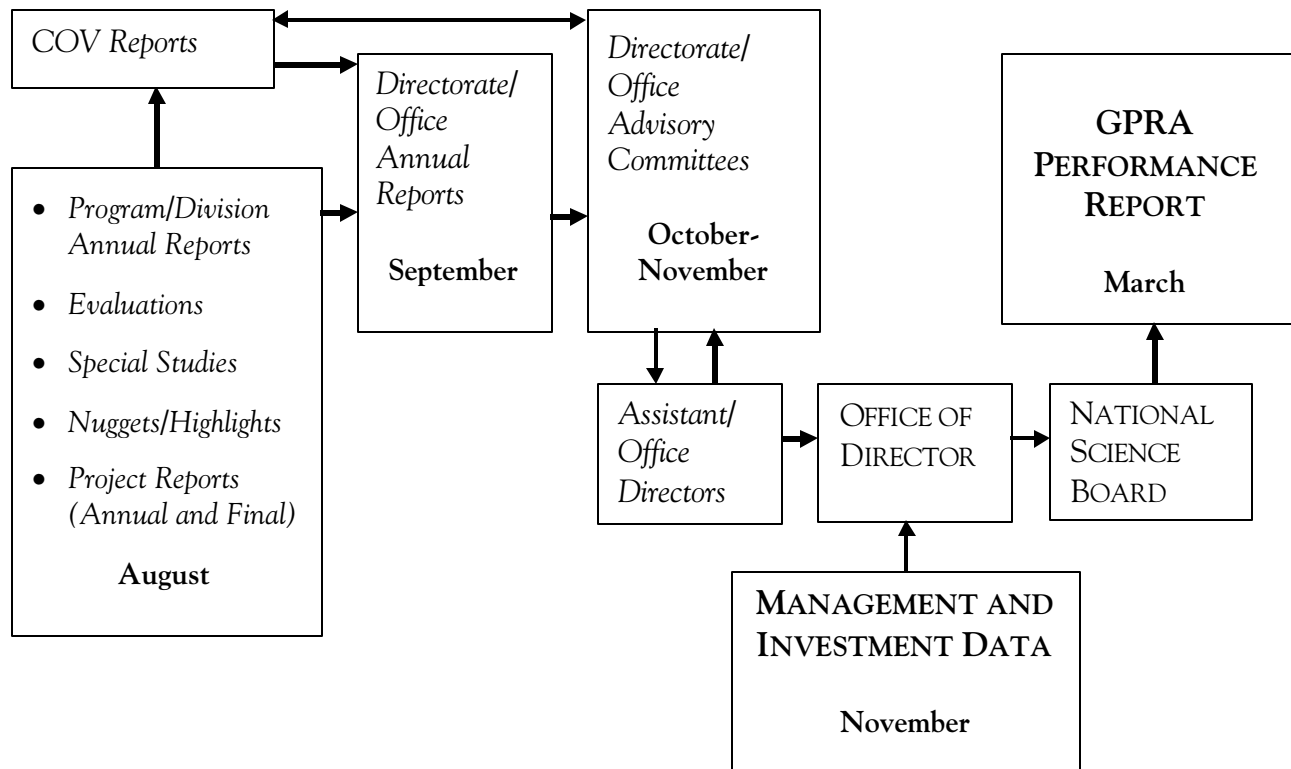 COV Reports
• Program/Division
Annual Reports
• Evaluations
• Special Studies
• Nuggets/Highlights
• Project Reports
(Annual and Final)
August
Directorate/
Office
Annual
Reports
September
Directorate/
Office
Advisory
Committees
October-
November
Assistant/
Office
Directors
OFFICE OF
DIRECTOR
MANAGEMENT AND
INVESTMENT DATA
November
NATIONAL
SCIENCE
BOARD
GPRA
PERFORMANCE
REPORT
March